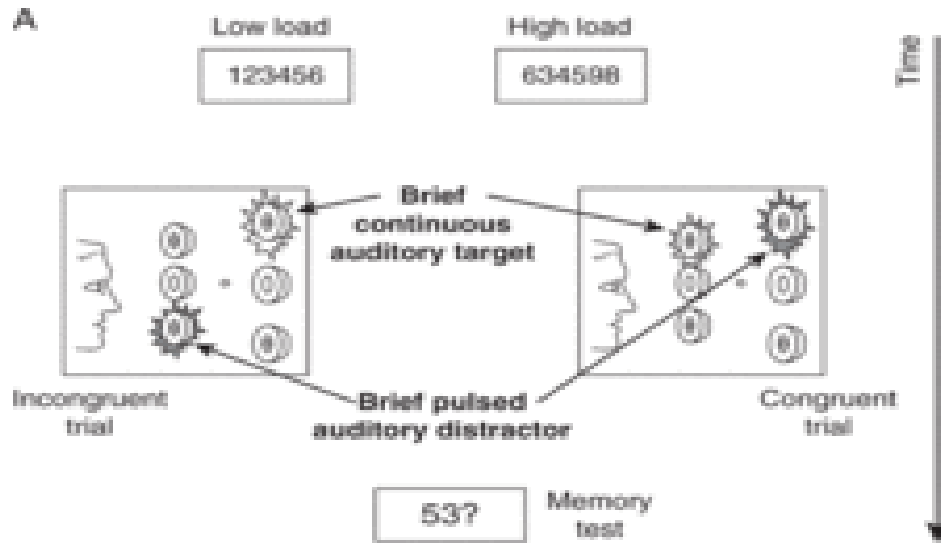 A
Low load
High load
123456
634598
Time
Brief
continuous
auditory target
Incongruent
trial
Brief pulsed
auditory distractor
Congruent
trial
53?
Memory
test